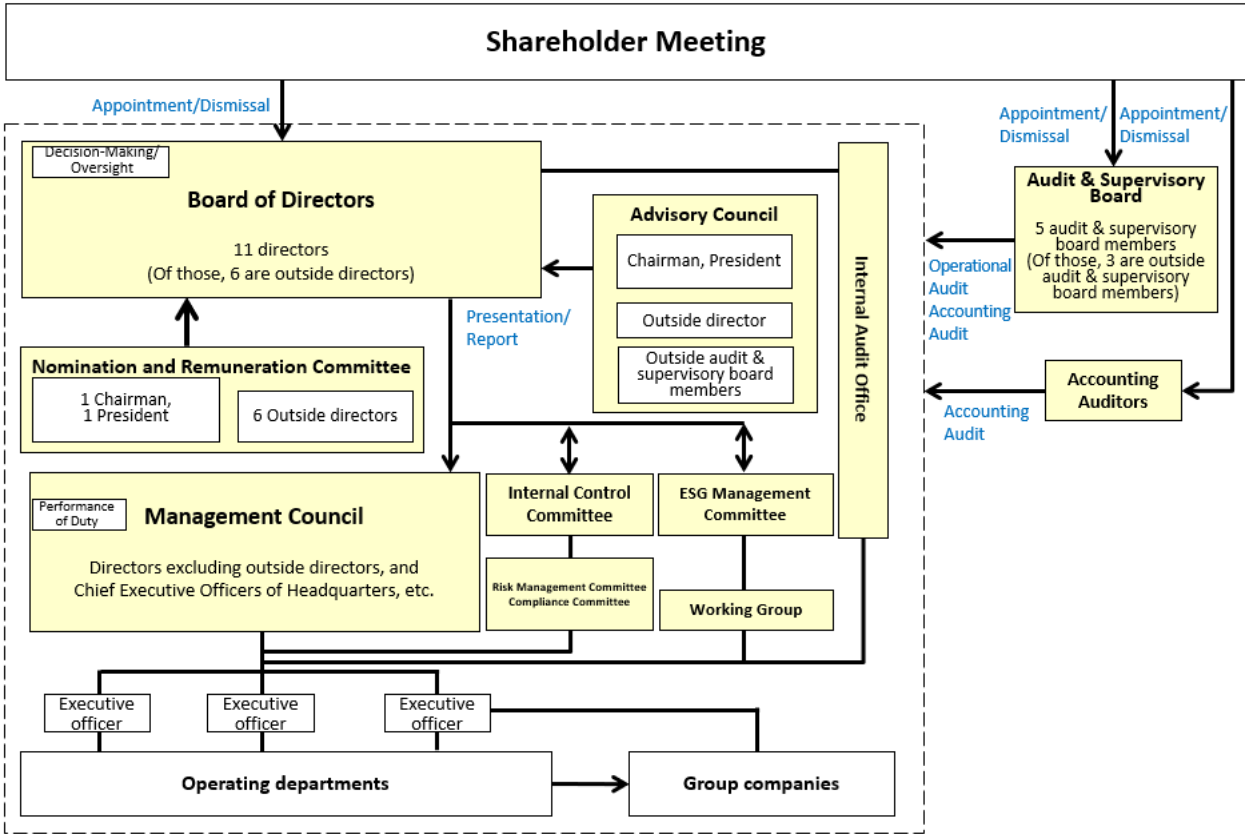 Shareholder Meeting
Appointment/Dismissal
Appointment/
Dismissal
Appointment/
Dismissal
Decision-Making/
Oversight
Board of Directors
11 directors
(Of those, 6 are outside directors)
Advisory Council
Chairman, President
Outside director
Outside audit &
supervisory board
members
Presentation/
Report
Internal Audit Office
Audit & Supervisory
Board
5 audit & supervisory
board members
(Of those, 3 are outside
audit & supervisory
board members)
Operational
Audit
Accounting
Audit
Nomination and Remuneration Committee
1 Chairman,
1 President
6 Outside directors
Accounting
Auditors
Accounting
Audit
Performance
of Duty
Management Council
Directors excluding outside directors, and
Chief Executive Officers of Headquarters, etc.
Internal Control
Committee
ESG Management
Committee
Risk Management Committee
Compliance Committee
Working Group
Executive
officer
Executive
officer
Executive
officer
Operating departments
Group companies